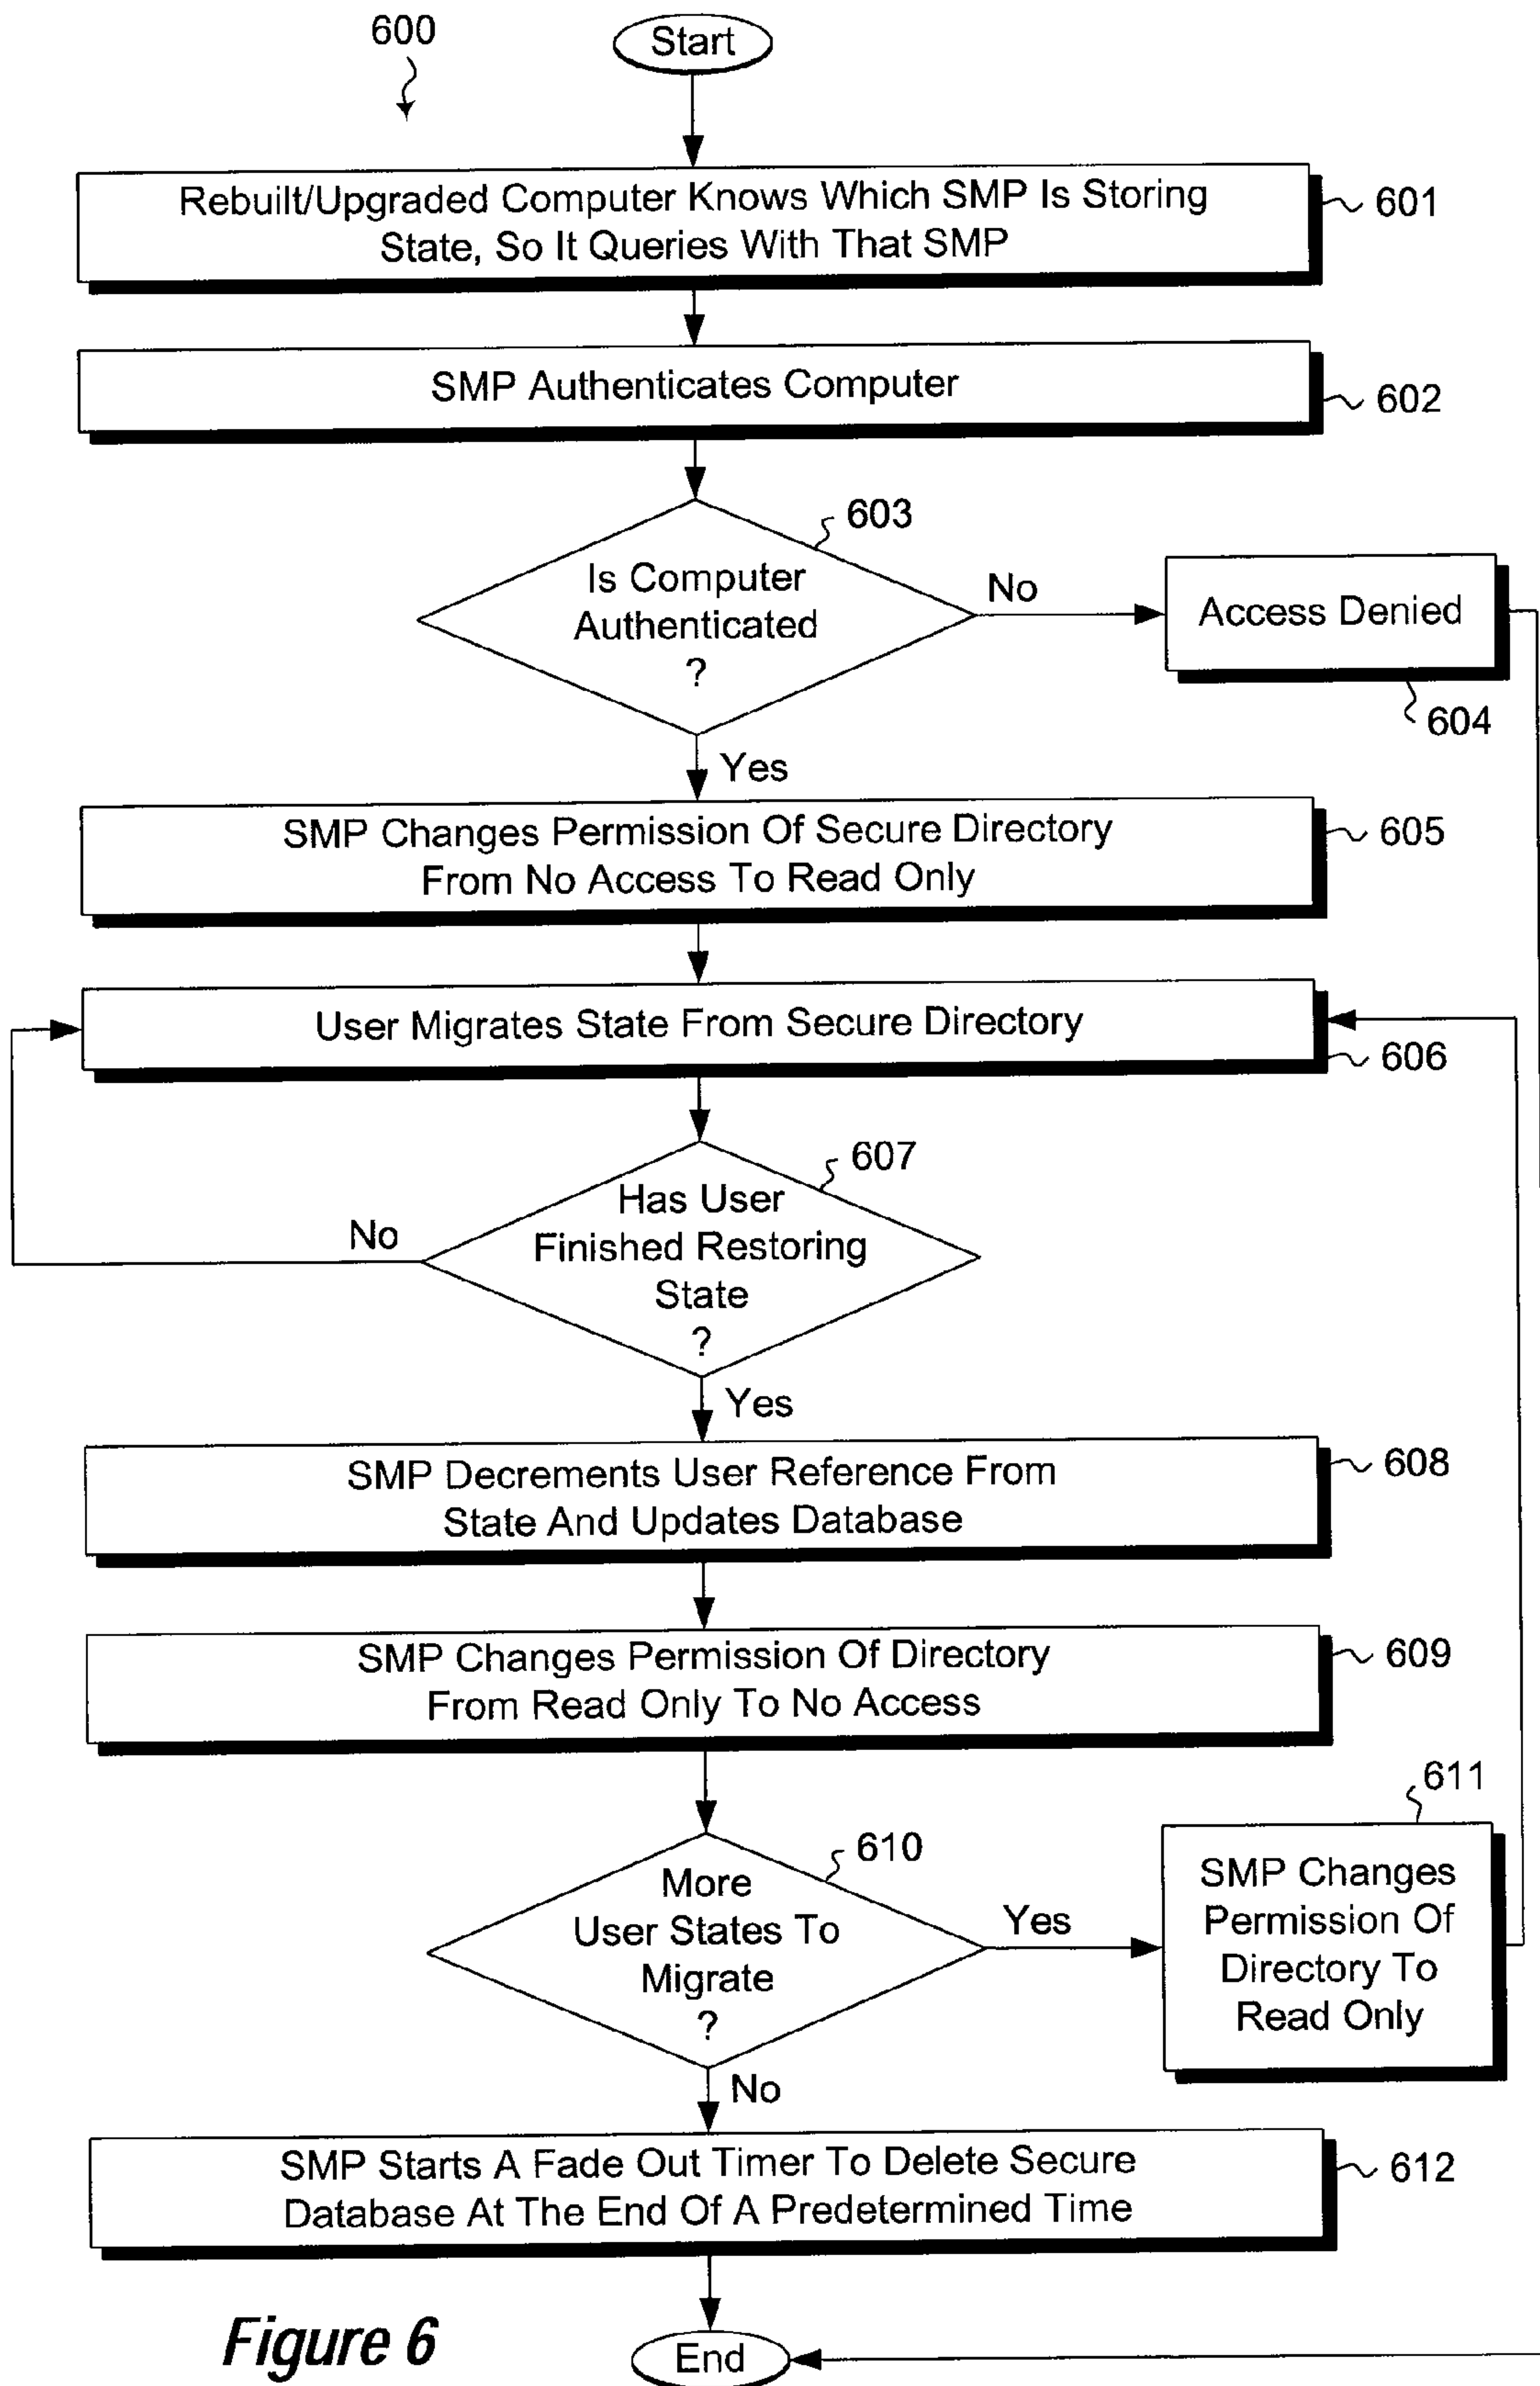 600
Start
Rebuilt/Upgraded Computer Knows Which SMP Is Storing
State, So It Queries With That SMP
601
SMP Authenticates Computer
602
603
Is Computer
Authenticated
?
No
Access Denied
604
Yes
SMP Changes Permission Of Secure Directory
From No Access To Read Only
605
User Migrates State From Secure Directory
606
607
Has User
Finished Restoring
State
?
No
Yes
SMP Decrements User Reference From
State And Updates Database
608
SMP Changes Permission Of Directory
From Read Only To No Access
609
610
More
User States To
Migrate
?
Yes
611
SMP Changes
Permission Of
Directory To
Read Only
No
SMP Starts A Fade Out Timer To Delete Secure
Database At The End Of A Predetermined Time
612
End
Figure 6